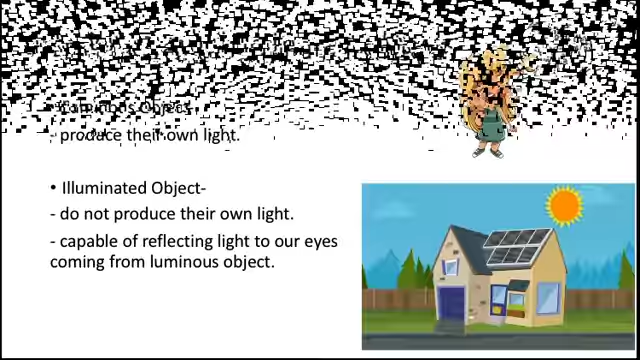 • Luminous Object-
- produce their own light.
• Illuminated Object-
- do not produce their own light.
- capable of reflecting light to our eyes
coming from luminous object.